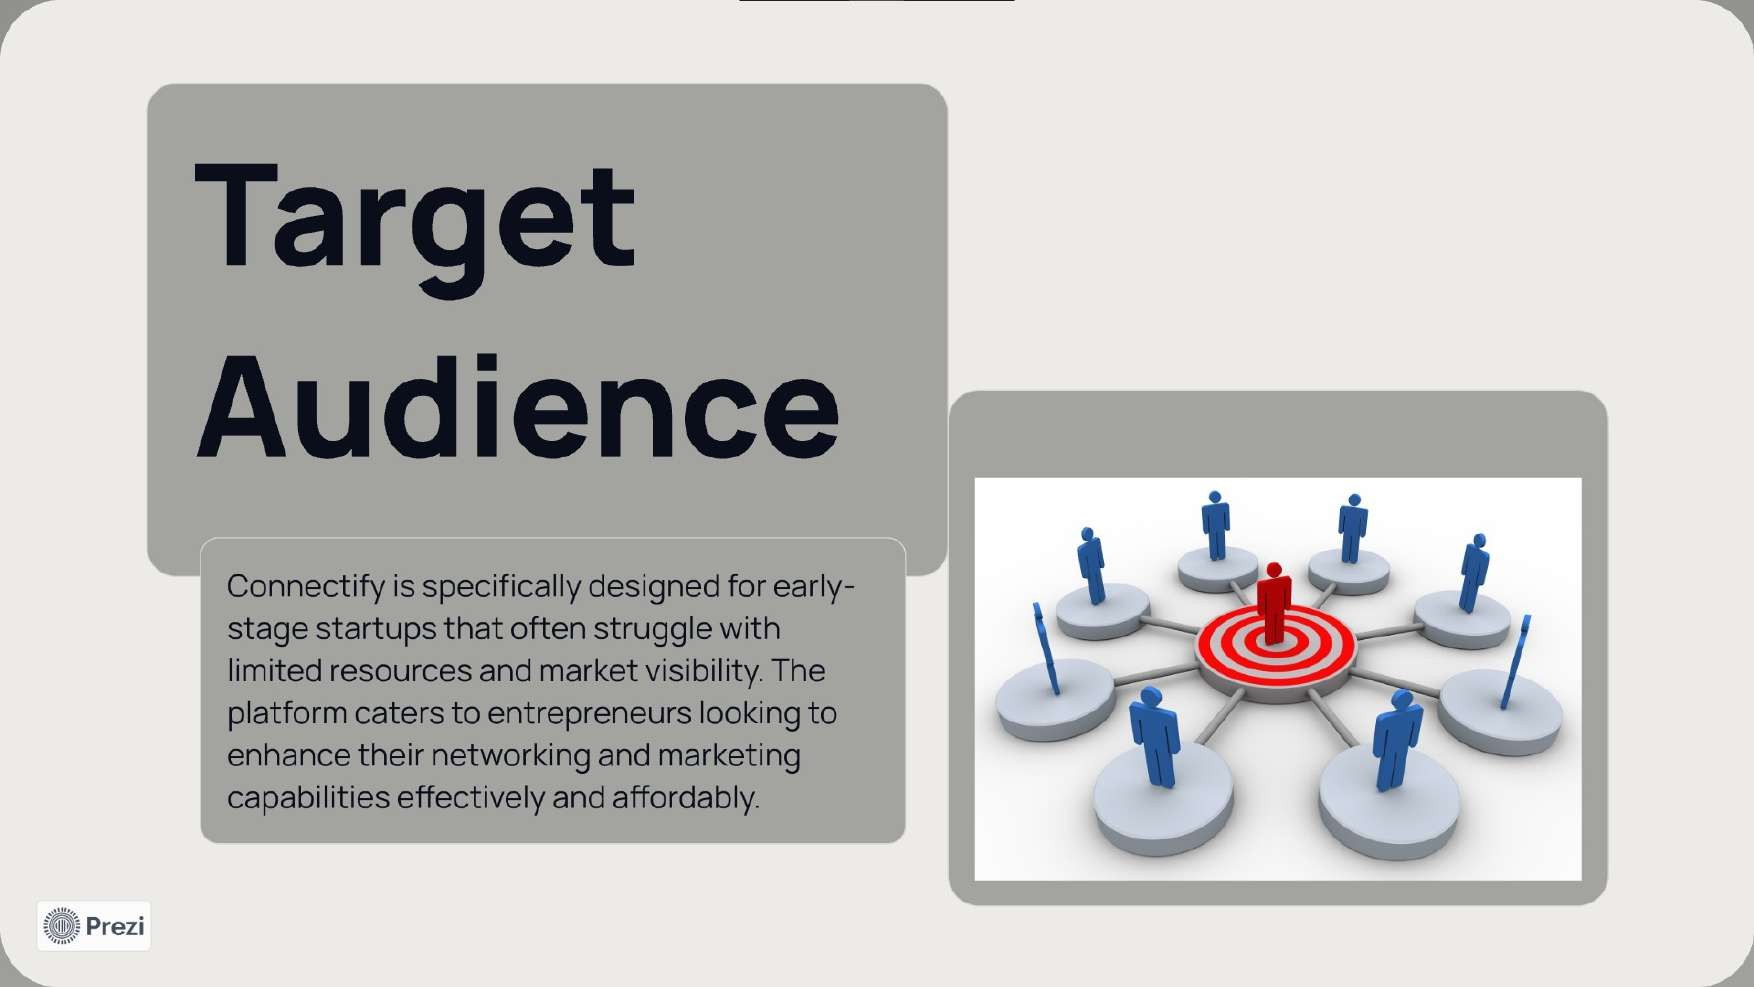 Target
Audience
Connectify is specifically designed for early-
stage startups that often struggle with
limited resources and market visibility. The
platform caters to entrepreneurs looking to
enhance their networking and marketing
capabilities effectively and affordably.
Prezi